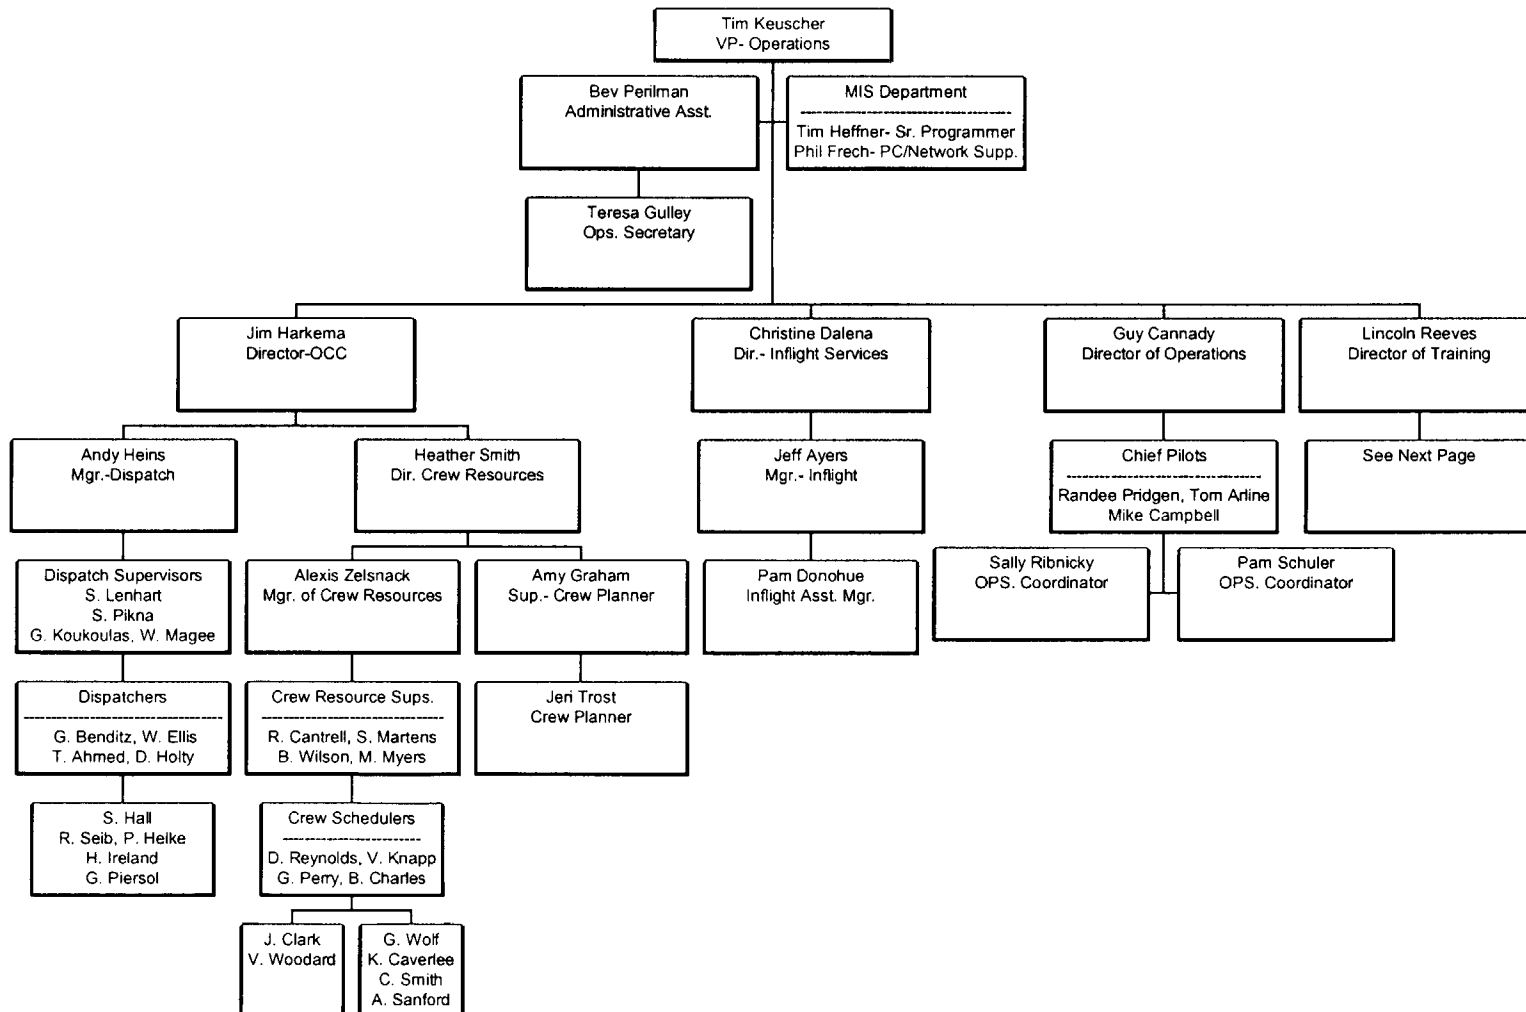 Tim Keuscher
VP- Operations
Bev Perilman
Administrative Asst.
MIS Department
Tim Heffner- Sr. Programmer
Phil Frech- PC/Network Supp.
Teresa Gulley
Ops. Secretary
Jim Harkema
Director-OCC
Christine Dalena
Dir.- Inflight Services
Guy Cannady
Director of Operations
Lincoln Reeves
Director of Training
Andy Heins
Mgr.-Dispatch
Heather Smith
Dir. Crew Resources
Jeff Ayers
Mgr.- Inflight
Chief Pilots
Randee Pridgen, Tom Arline
Mike Campbell
See Next Page
Dispatch Supervisors
S. Lenhart
S. Pikna
G. Koukoulas, W. Magee
Alexis Zelsnack
Mgr. of Crew Resources
Amy Graham
Sup.- Crew Planner
Pam Donohue
Inflight Asst. Mgr.
Sally Ribnicky
OPS. Coordinator
Pam Schuler
OPS. Coordinator
Dispatchers
G. Benditz, W. Ellis
T. Ahmed, D. Holty
Crew Resource Sups.
R. Cantrell, S. Martens
B. Wilson, M. Myers
Jeri Trost
Crew Planner
S. Hall
R. Seib, P. Helke
H. Ireland
G. Piersol
Crew Schedulers
D. Reynolds, V. Knapp
G. Perry, B. Charles
J. Clark
V. Woodard
G. Wolf
K. Caverlee
C. Smith
A. Sanford